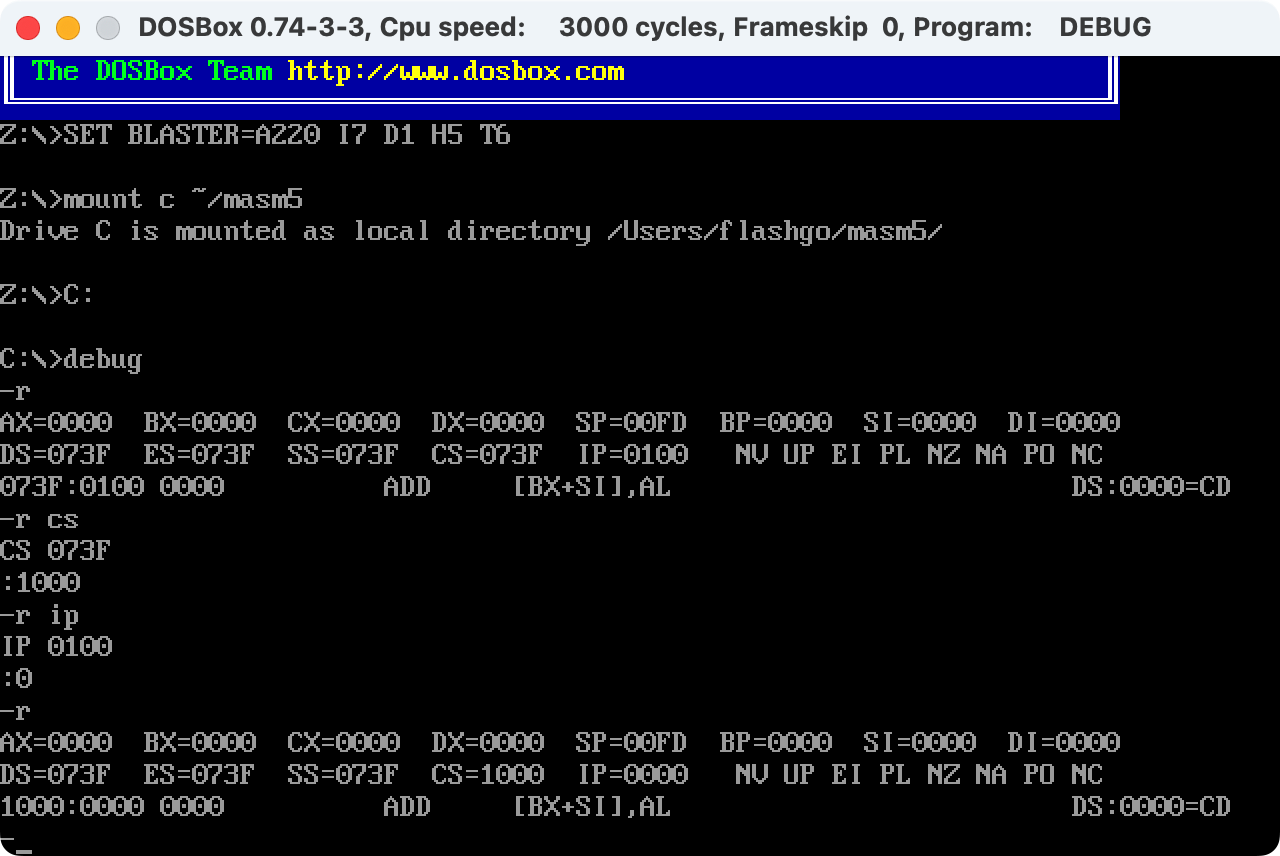 DOSBox 0.74-3-3, Cpu speed: 3000 cycles, Frameskip 0, Program: DEBUG
The DOSBox Team http://www.dosbox.com
Z:\>SET BLASTER=A220 I7 D1 H5 T6
Z:\>mount c ~/masm5
Drive C is mounted as local directory /Users/flashgo/masm5/
Z:\>C:
C:\>debug
-r
AX=0000 BX=0000 CX=0000 DX=0000 SP=00FD BP=0000 SI=0000 DI=0000
DS=073F ES=073F SS=073F CS=073F IP=0100 NV UP EI PL NZ NA PO NC
073F:0100 0000 ADD [BX+SI],AL DS:0000=CD
-r cs
CS 073F
:1000
-r ip
IP 0100
:0
-r
AX=0000 BX=0000 CX=0000 DX=0000 SP=00FD BP=0000 SI=0000 DI=0000
DS=073F ES=073F SS=073F CS=1000 IP=0000 NV UP EI PL NZ NA PO NC
1000:0000 0000 ADD [BX+SI],AL DS:0000=CD
-_